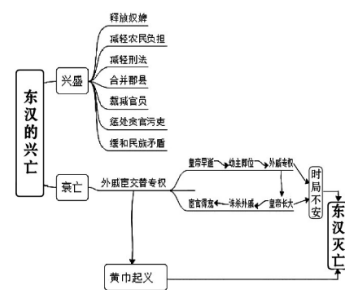 东汉的兴亡
兴盛
释放奴婢
减轻农民负担
减轻刑法
合并郡县
裁减官员
惩处贪官污吏
缓和民族矛盾
衰亡
外戚宦交替专权
皇帝早逝
幼主即位
外戚专权
宦官得宠
诛杀外戚
皇帝长大
时局不安
东汉灭亡
黄巾起义